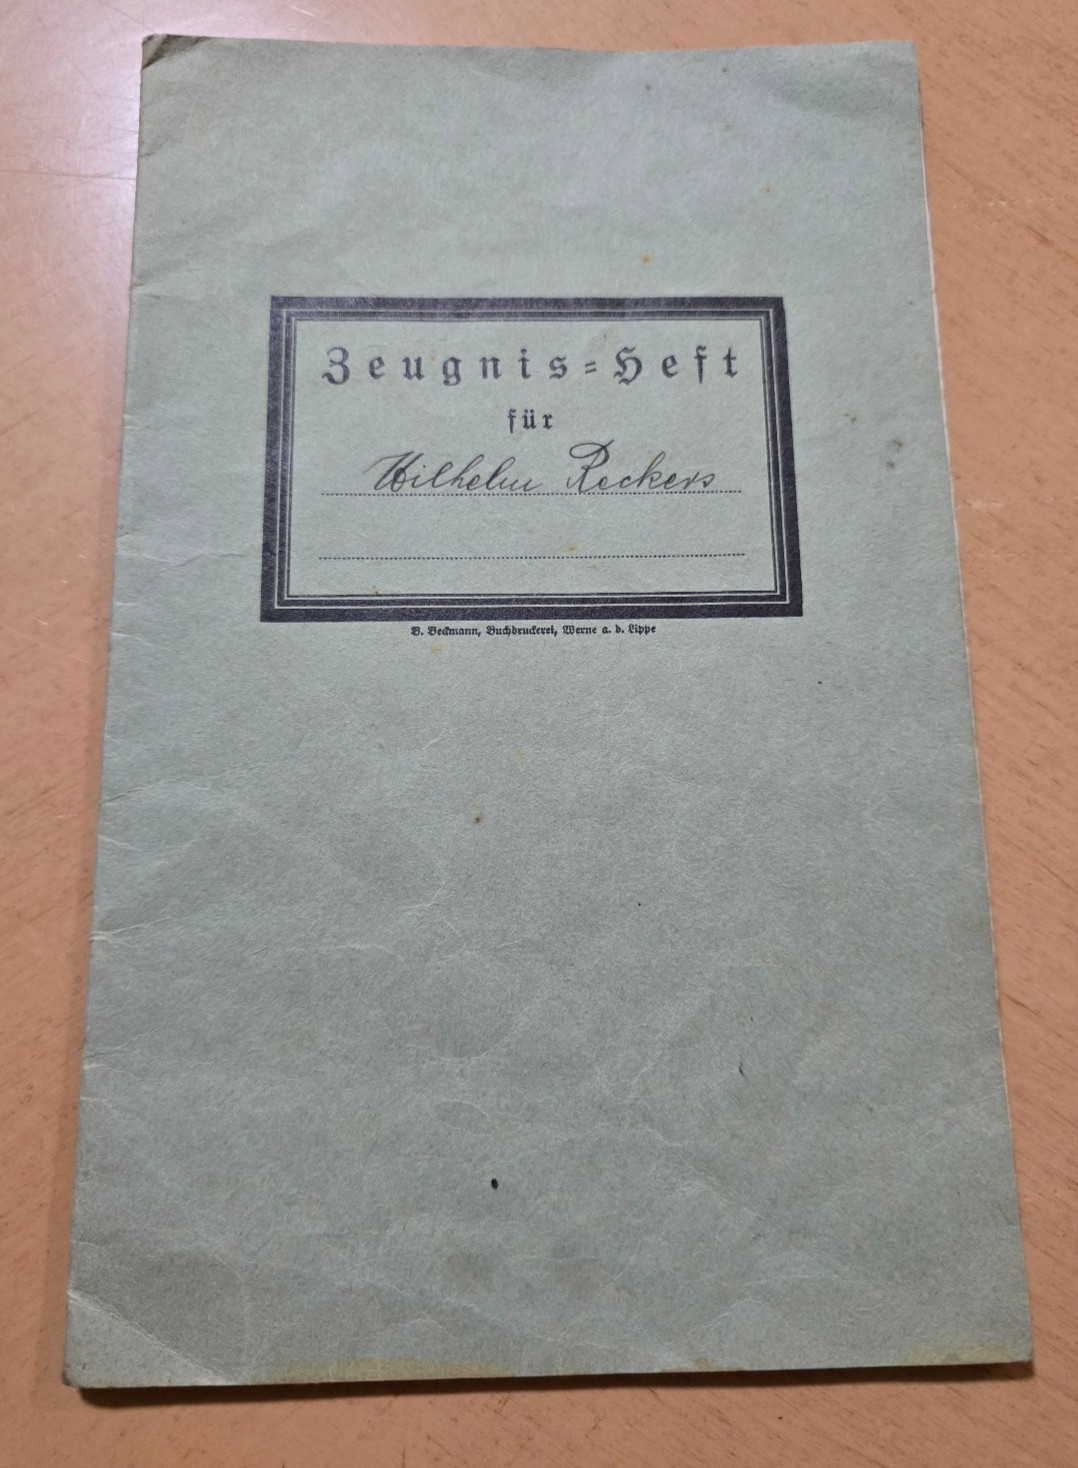 Zeugnis=Heft
für
Wilhelm Reckers
B. Beckmann, Buchdruckerei, Werne a. d. Lippe